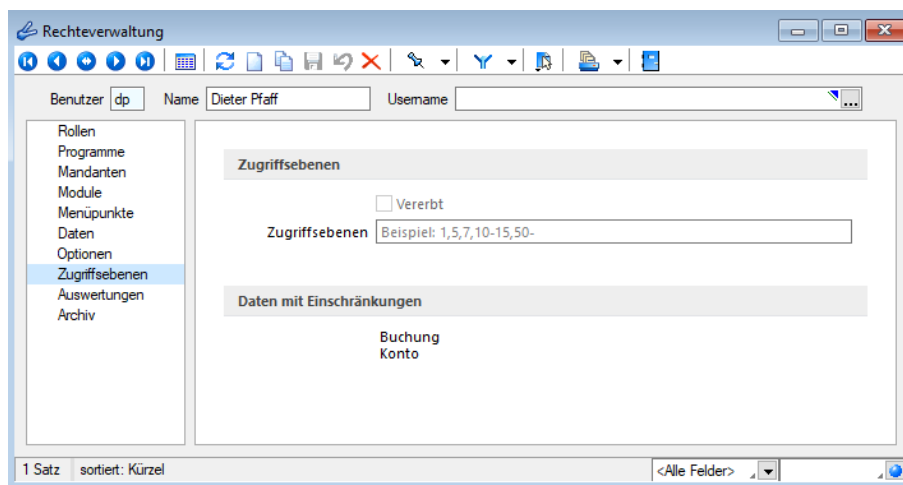 Rechteverwaltung
Benutzer dp Name Dieter Pfaff Username ...
Rollen
Programme
Mandanten
Module
Menüpunkte
Daten
Optionen
Zugriffsebenen
Auswertungen
Archiv
Zugriffsebenen
Vererbt
Zugriffsebenen Beispiel: 1,5,7,10-15,50-
Daten mit Einschränkungen
Buchung
Konto
1 Satz sortiert: Kürzel <Alle Felder>